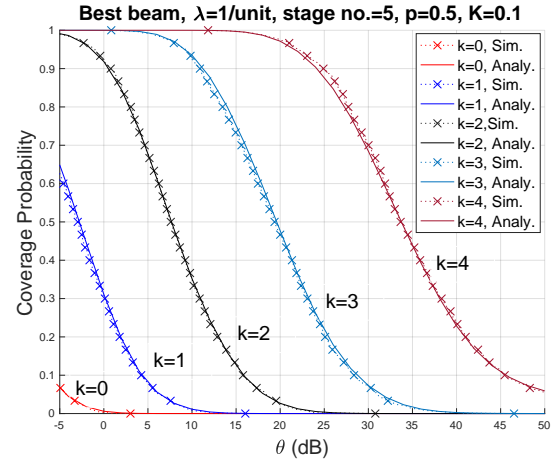 Best beam, λ=1/unit, stage no.=5, p=0.5, K=0.1
Coverage Probability
1
0.9
0.8
0.7
0.6
0.5
0.4
0.3
0.2
0.1
0
k=0, Sim.
k=0, Analy.
k=1, Sim.
k=1, Analy.
k=2,Sim.
k=2, Analy.
k=3, Sim.
k=3, Analy.
k=4, Sim.
k=4, Analy.
k=0
k=1
k=2
k=3
k=4
-5 0 5 10 15 20 25 30 35 40 45 50
θ (dB)